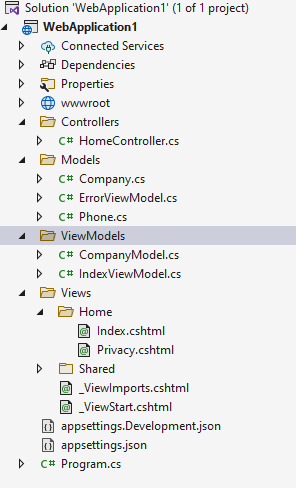 Solution 'WebApplication1' (1 of 1 project)
WebApplication1
Connected Services
Dependencies
Properties
wwwroot
Controllers
C# HomeController.cs
Models
C# Company.cs
C# ErrorViewModel.cs
C# Phone.cs
ViewModels
C# CompanyModel.cs
C# IndexViewModel.cs
Views
Home
Index.cshtml
Privacy.cshtml
Shared
_ViewImports.cshtml
_ViewStart.cshtml
appsettings.Development.json
appsettings.json
C# Program.cs